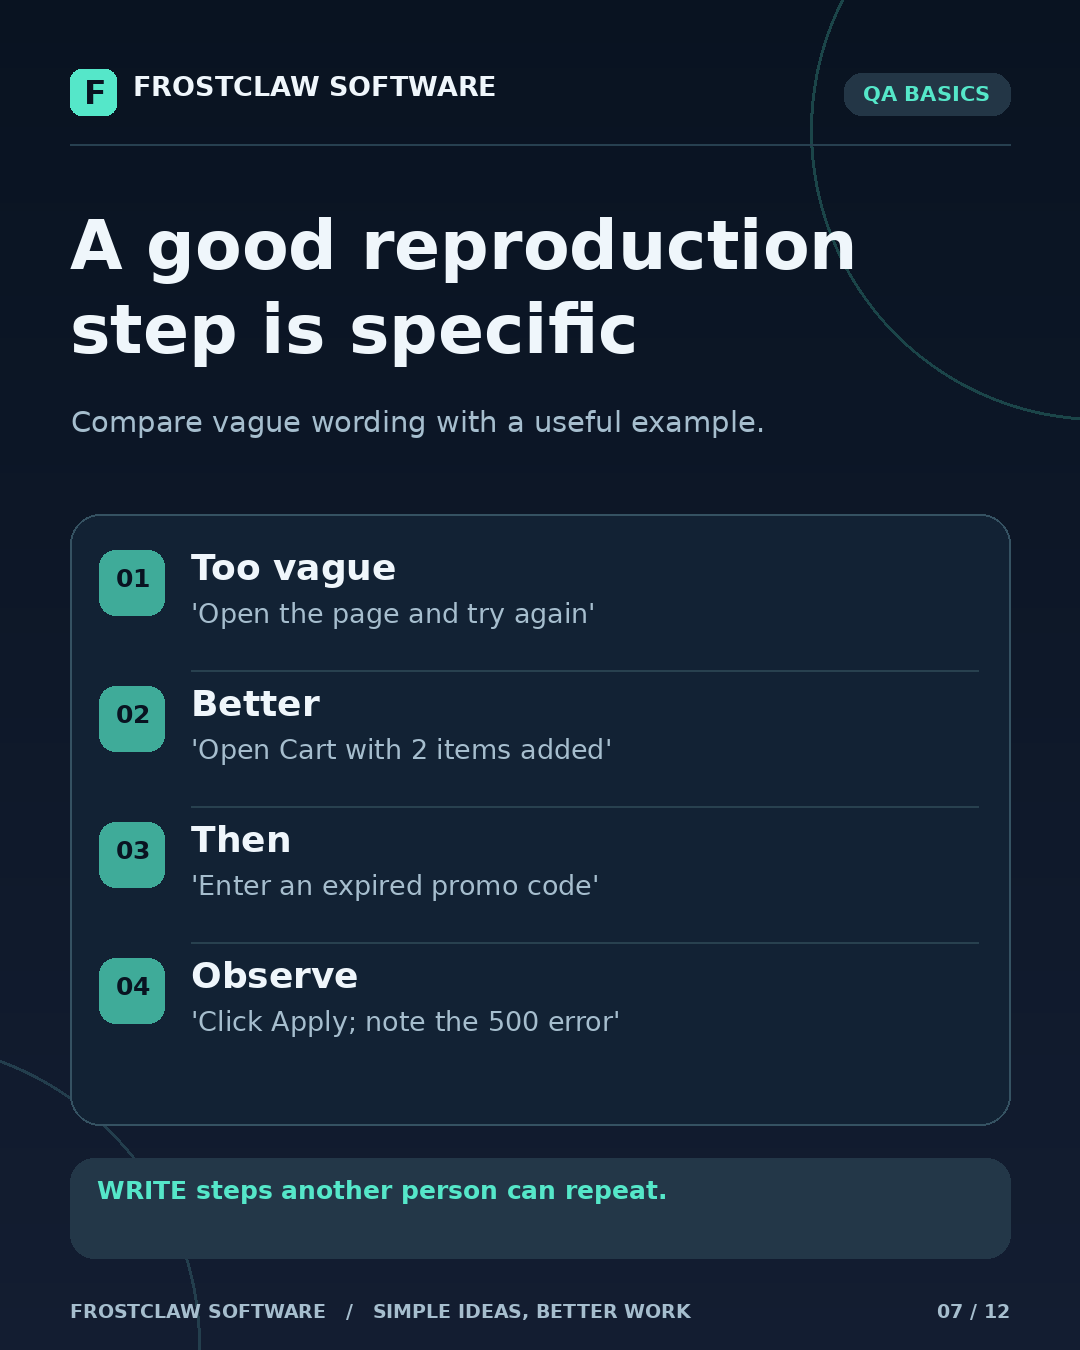 F FROSTCLAW SOFTWARE
QA BASICS
A good reproduction
step is specific
Compare vague wording with a useful example.
01 Too vague
'Open the page and try again'
02 Better
'Open Cart with 2 items added'
03 Then
'Enter an expired promo code'
04 Observe
'Click Apply; note the 500 error'
WRITE steps another person can repeat.
FROSTCLAW SOFTWARE / SIMPLE IDEAS, BETTER WORK 07 / 12